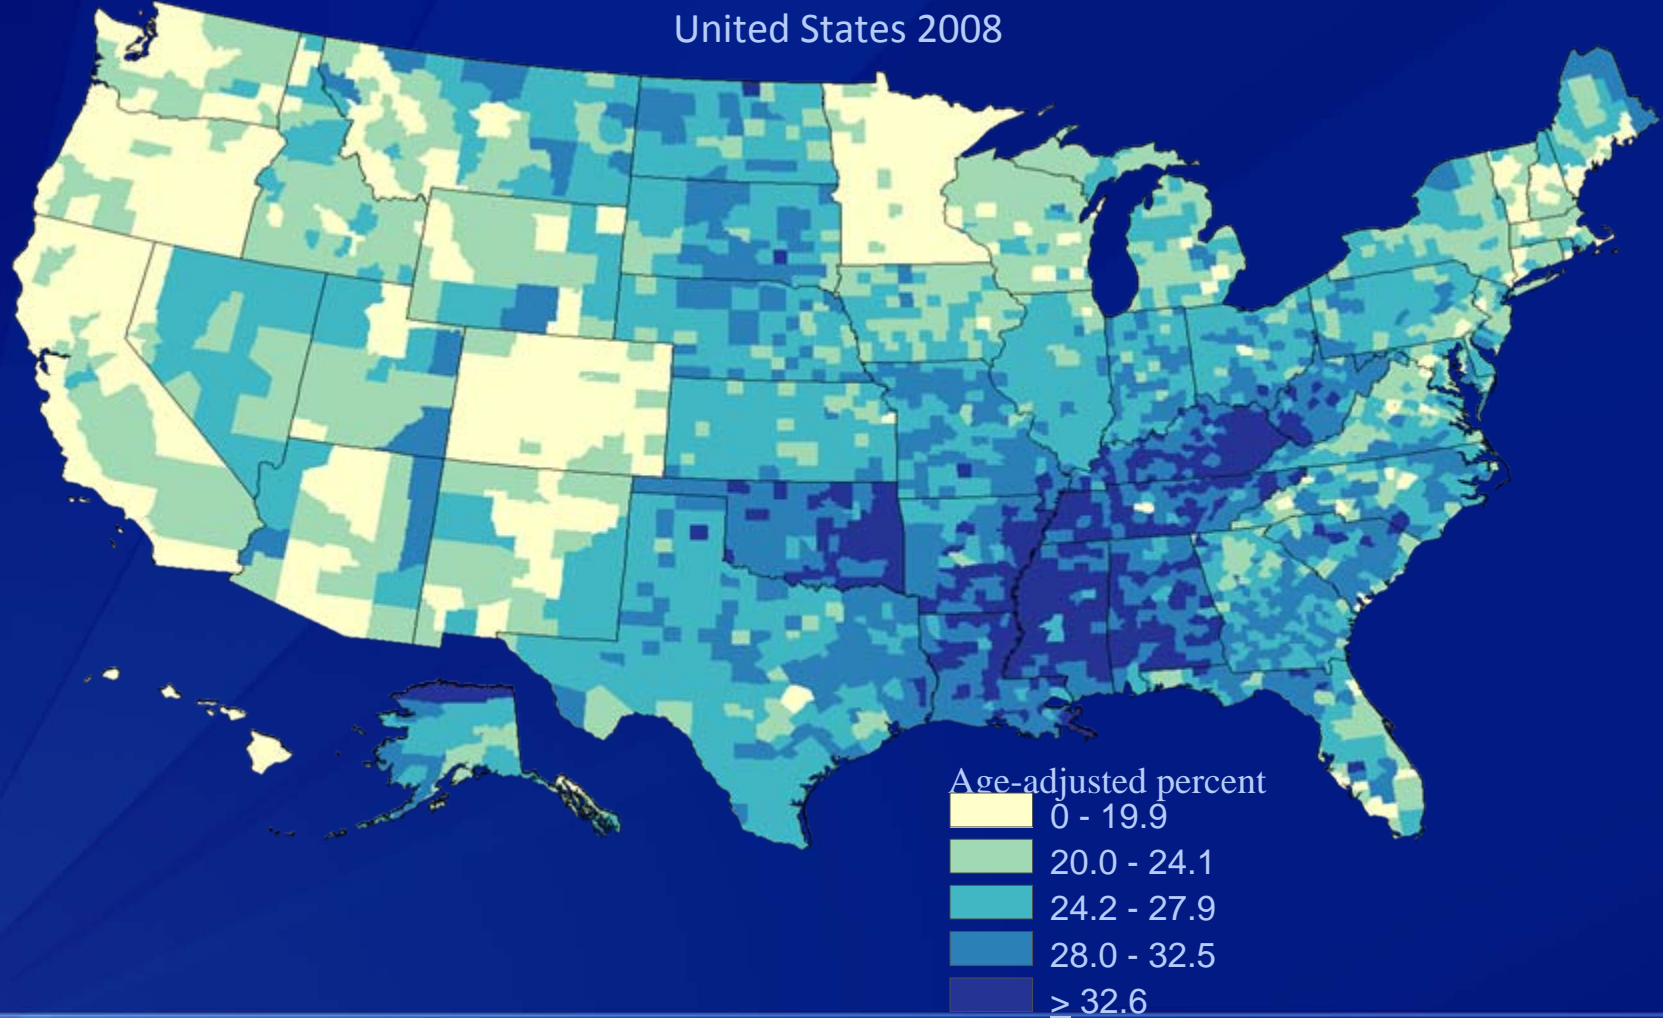 United States 2008
Age-adjusted percent
0 - 19.9
20.0 - 24.1
24.2 - 27.9
28.0 - 32.5
≥ 32.6